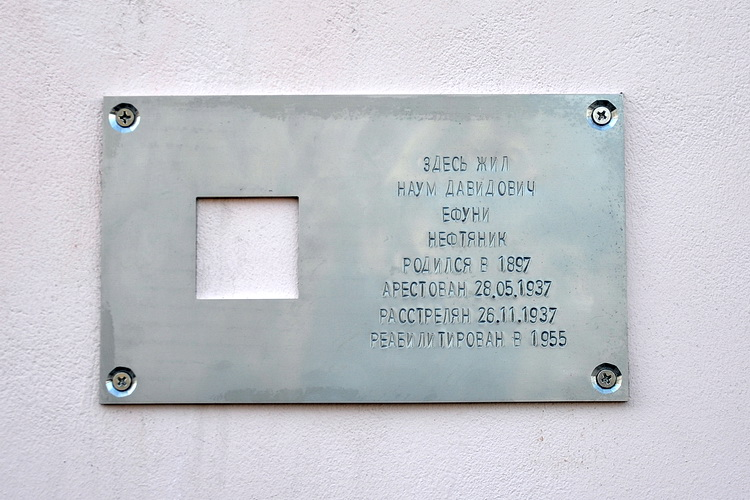 ЗДЕСЬ ЖИЛ
НАУМ ДАВИДОВИЧ
ЕФУНИ
НЕФТЯНИК
РОДИЛСЯ В 1897
АРЕСТОВАН 28.05.1937
РАССТРЕЛЯН 26.11.1937
РЕАБИЛИТИРОВАН В 1955